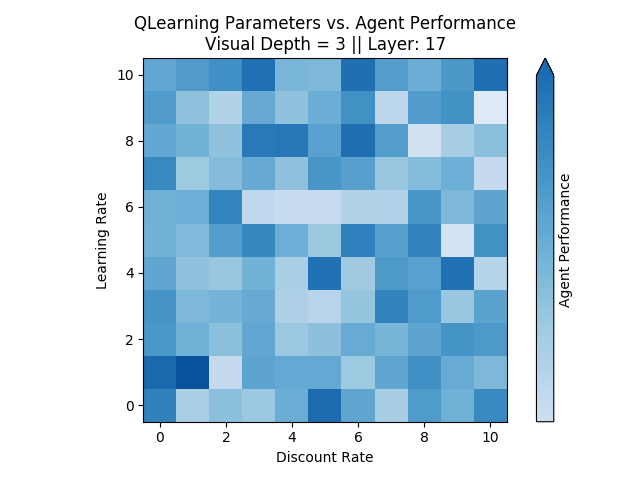 QLearning Parameters vs. Agent Performance
Visual Depth = 3 || Layer: 17
10
8
6
4
2
0
Learning Rate
0 2 4 6 8 10
Discount Rate
Agent Performance